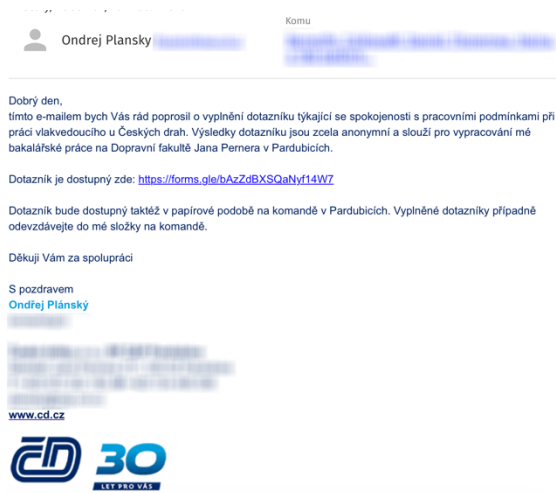 Komu
Ondrej Plansky
Dobrý den,
tímto e-mailem bych Vás rád poprosil o vyplnění dotazníku týkající se spokojenosti s pracovními podmínkami při
práci vlakvedoucího u Českých drah. Výsledky dotazníku jsou zcela anonymní a slouží pro vypracování mé
bakalářské práce na Dopravní fakultě Jana Pernera v Pardubicích.
Dotazník je dostupný zde: https://forms.gle/bAzZdBXSQaNyf14W7
Dotazník bude dostupný taktéž v papírové podobě na komandě v Pardubicích. Vyplněné dotazníky případně
odevzdávejte do mé složky na komandě.
Děkuji Vám za spolupráci
S pozdravem
Ondřej Plánský
www.cd.cz
ČD 30
LET PRO VÁS